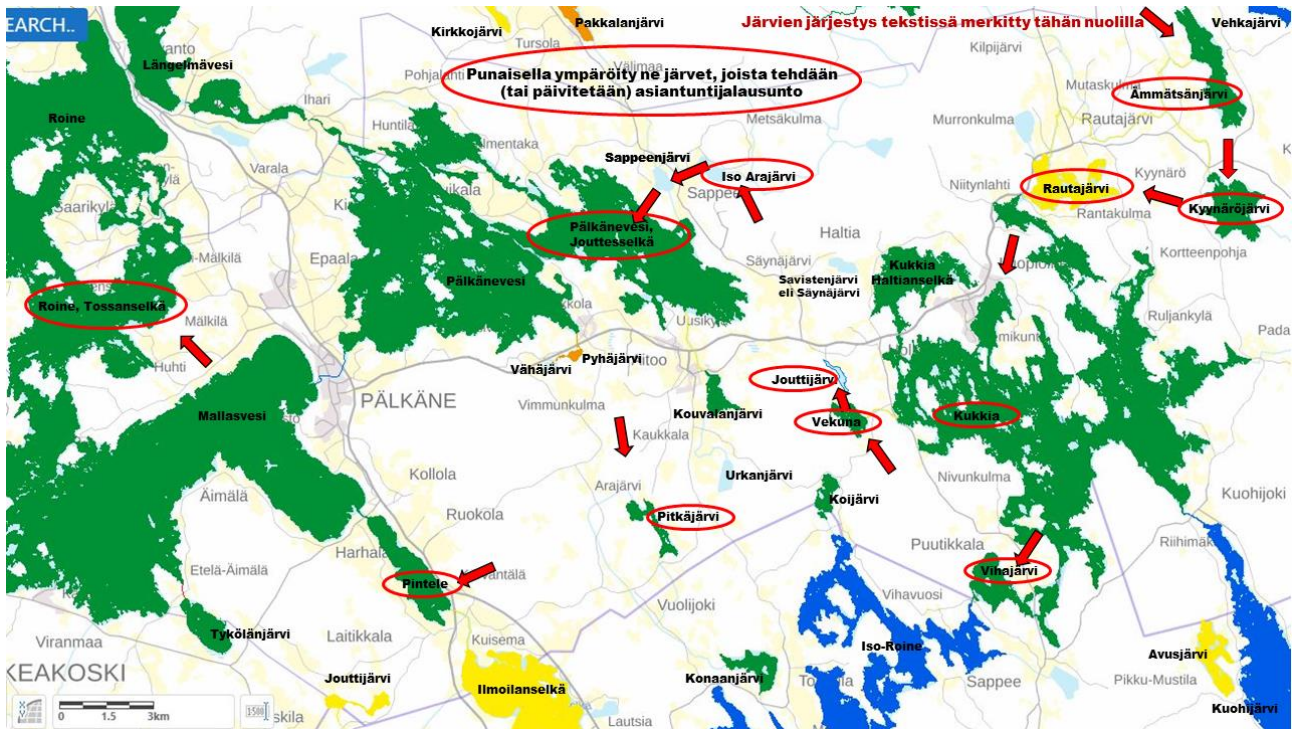 EARCH..
Järvien järjestys tekstissä merkitty tähän nuolilla
Punaisella ympäröity ne järvet, joista tehdään
(tai päivitetään) asiantuntijalausunto
Kirkkojärvi
Pakkalanjärvi
Vehkajärvi
Tursola
Välimaa
Kilpijärvi
Längelmävesi
Ihari
Mutaskulma
Ämmätsänjärvi
Roine
Huntila
Metsäkulma
Murronkulma
Rautajärvi
Varala
Sappeenjärvi
Iso Arajärvi
Sappee
Niitynlahti
Rautajärvi
Kyynärö
Saarikylä
Rantakulma
Kyynäröjärvi
Pälkänevesi,
Jouttesselkä
Haltia
Kortteenpohja
Epaala
Pälkänevesi
Säynäjärvi
Savistenjärvi
eli Säynäjärvi
Kukkia
Haltianselkä
Roine, Tossanselkä
Mälkilä
Ruljankylä
Huhti
Vähäjärvi
Pyhäjärvi
Jouttijärvi
PÄLKÄNE
Vimmunkulma
Kouvalanjärvi
Vekuna
Kukkia
Mallasvesi
Kaukkala
Kollola
Urkanjärvi
Nivunkulma
Arajärvi
Koijärvi
Äimälä
Ruokola
Pitkäjärvi
Kuohijoki
Harhala
Puutikkala
Etelä-Äimälä
Pintele
Vihajärvi
Vuolijoki
Vihavuosi
Tykölänjärvi
Viranmaa
Laitikkala
Kuisema
Iso-Roine
Avusjärvi
KEAKOSKI
Jouttijärvi
Ilmoilanselkä
Konaanjärvi
Sappee
Pikku-Mustila
Kuohijärvi
Lautsia
0 1.5 3km